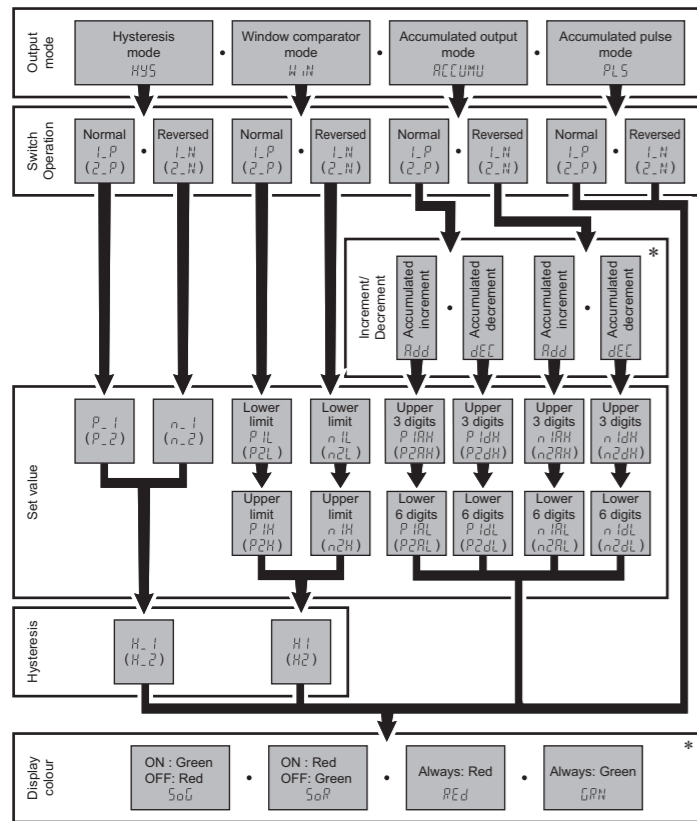 Output mode
Hysteresis mode
HYS
Window comparator mode
WiN
Accumulated output mode
ACCUMU
Accumulated pulse mode
PLS
Switch Operation
Normal
1_P
(2_P)
Reversed
1_N
(2_N)
Normal
1_P
(2_P)
Reversed
1_N
(2_N)
Normal
1_P
(2_P)
Reversed
1_N
(2_N)
Normal
1_P
(2_P)
Reversed
1_N
(2_N)
Increment/ Decrement
Accumulated increment
Add
Accumulated decrement
dEC
Accumulated increment
Add
Accumulated decrement
dEC
*
Set value
P_1
(P_2)
n_1
(n_2)
Lower limit
P1L
(P2L)
Lower limit
n1L
(n2L)
Upper 3 digits
P1AH
(P2AH)
Upper 3 digits
P1dH
(P2dH)
Upper 3 digits
n1AH
(n2AH)
Upper 3 digits
n1dH
(n2dH)
Upper limit
P1H
(P2H)
Upper limit
n1H
(n2H)
Lower 6 digits
P1AL
(P2AL)
Lower 6 digits
P1dL
(P2dL)
Lower 6 digits
n1AL
(n2AL)
Lower 6 digits
n1dL
(n2dL)
Hysteresis
H_1
(H_2)
H1
(H2)
Display colour
ON : Green
OFF: Red
SoG
ON : Red
OFF: Green
SoR
Always: Red
REd
Always: Green
GRN
*